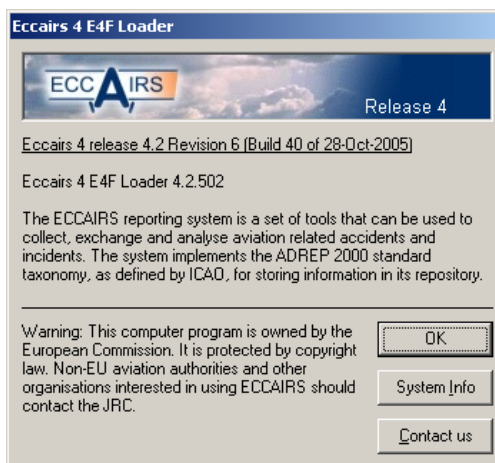 Eccairs 4 E4F Loader
ECCAIRS
Release 4
Eccairs 4 release 4.2 Revision 6 (Build 40 of 28-Oct-2005)
Eccairs 4 E4F Loader 4.2.502
The ECCAIRS reporting system is a set of tools that can be used to
collect, exchange and analyse aviation related accidents and
incidents. The system implements the ADREP 2000 standard
taxonomy, as defined by ICAO, for storing information in its repository.
Warning: This computer program is owned by the
European Commission. It is protected by copyright
law. Non-EU aviation authorities and other
organisations interested in using ECCAIRS should
contact the JRC.
OK
System Info
Contact us